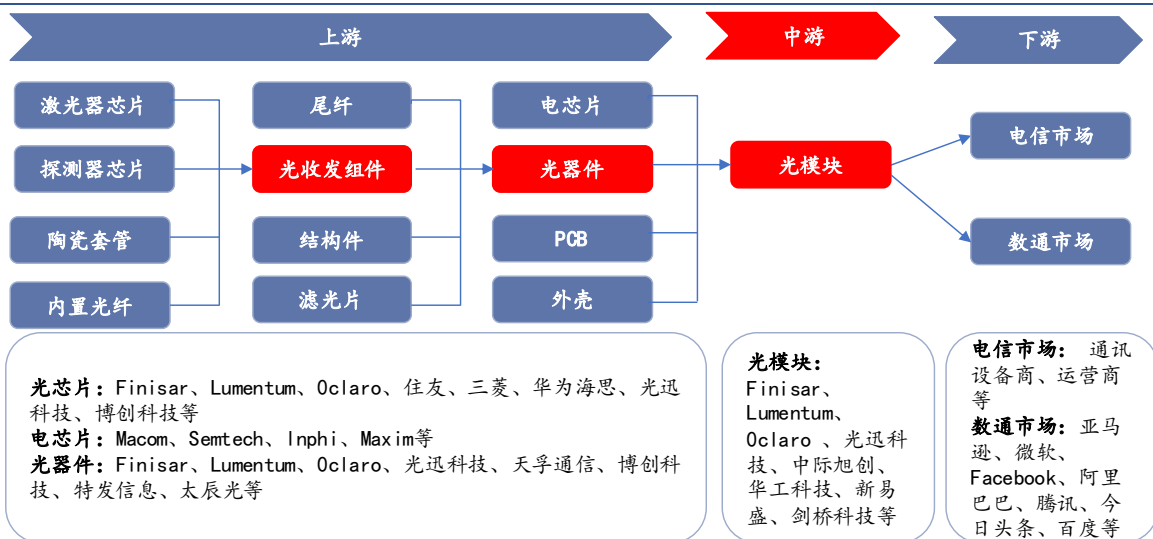 上游
中游
下游
激光器芯片
尾纤
电芯片
电信市场
探测器芯片
光收发组件
光器件
光模块
陶瓷套管
结构件
PCB
数通市场
内置光纤
滤光片
外壳
光芯片：Finisar、Lumentum、Oclaro、住友、三菱、华为海思、光迅
科技、博创科技等
电芯片：Macom、Semtech、Inphi、Maxim等
光器件：Finisar、Lumentum、Oclaro、光迅科技、天孚通信、博创科
技、特发信息、太辰光等
光模块：
Finisar、
Lumentum、
Oclaro 、光迅科
技、中际旭创、
华工科技、新易
盛、剑桥科技等
电信市场： 通讯
设备商、运营商
等
数通市场：亚马
逊、微软、
Facebook、阿里
巴巴、腾讯、今
日头条、百度等